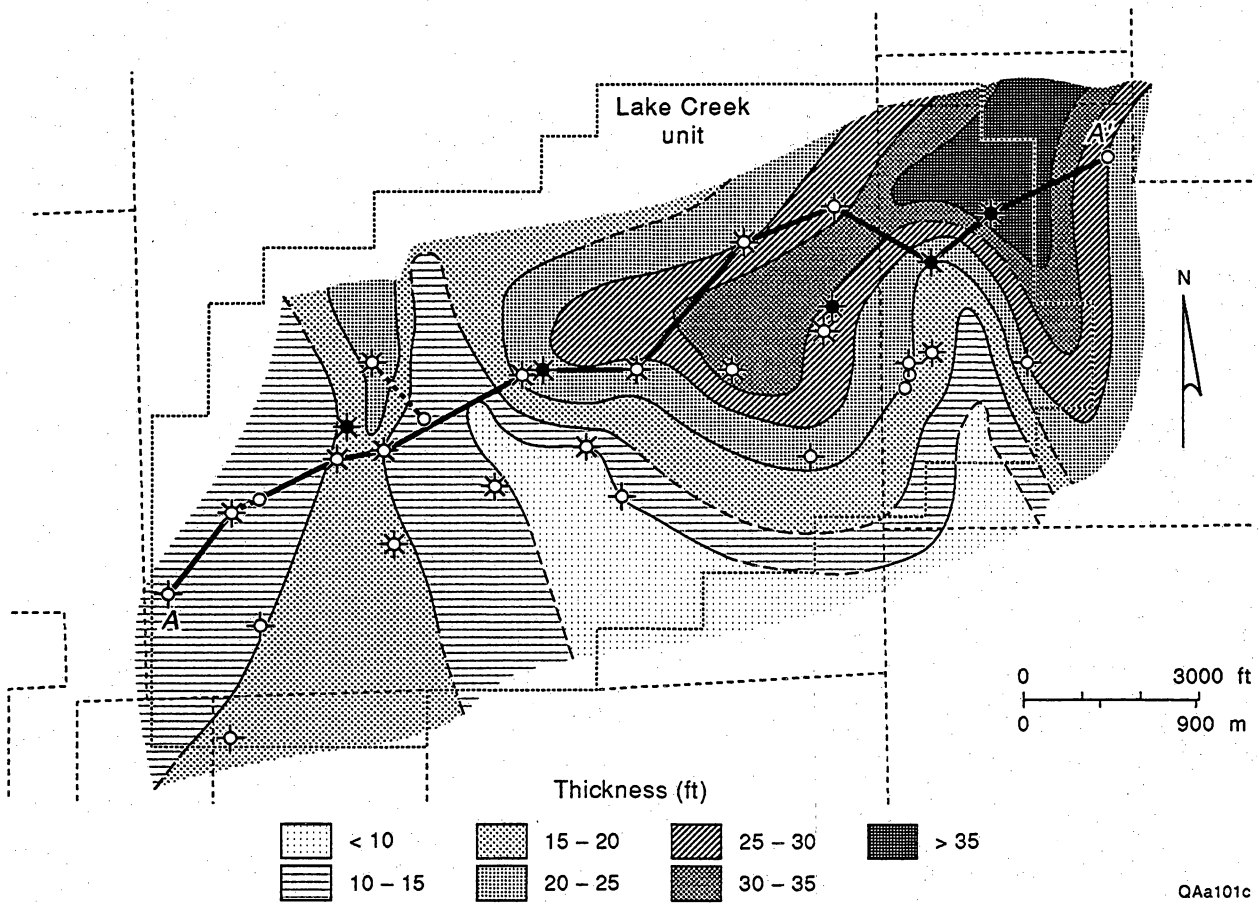 Lake Creek
unit
A'
N
A
0 3000 ft
0 900 m
Thickness (ft)
< 10
15 – 20
25 – 30
> 35
10 – 15
20 – 25
30 – 35
QAa101c